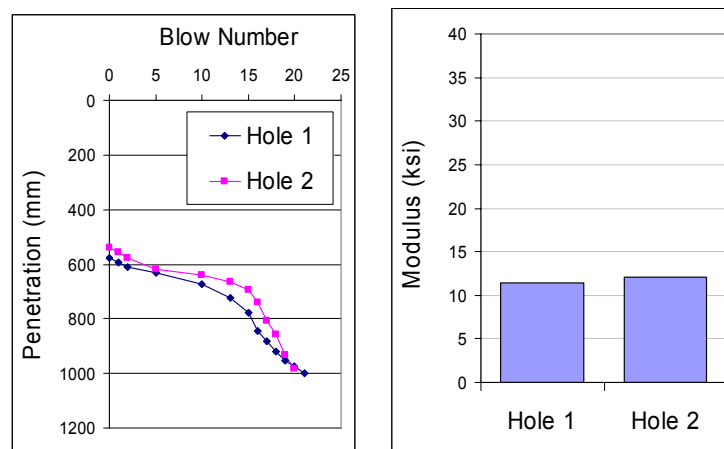 Blow Number
0 5 10 15 20 25
0
200
400
600
800
1000
1200
Penetration (mm)
Hole 1
Hole 2
40
35
30
25
20
15
10
5
0
Modulus (ksi)
Hole 1 Hole 2